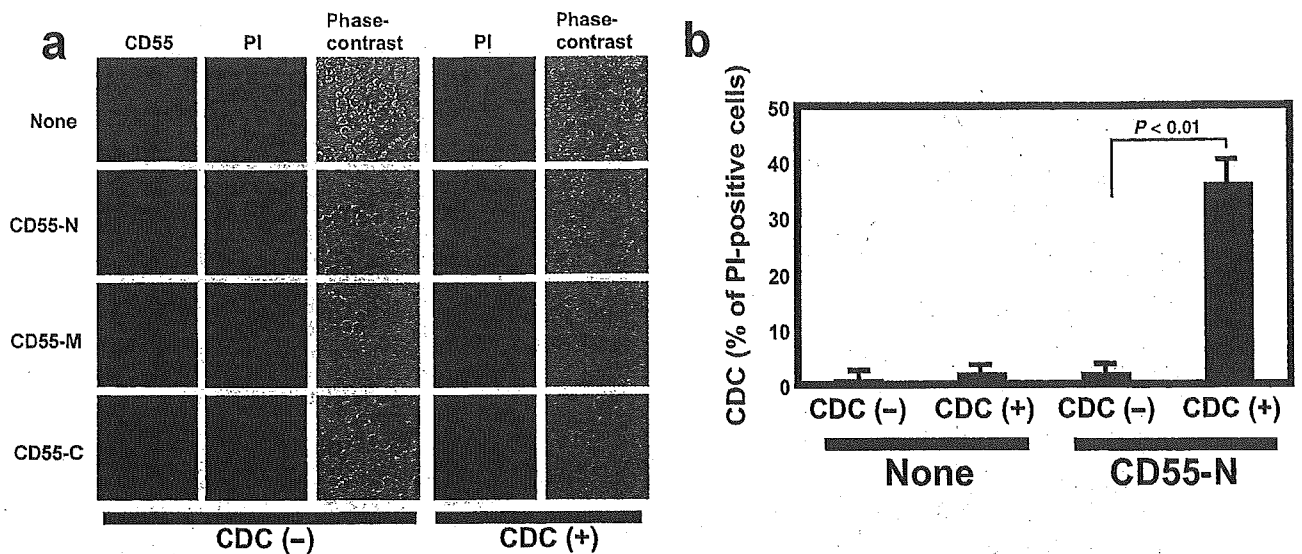 a
CD55 PI Phase-contrast PI Phase-contrast
None
CD55-N
CD55-M
CD55-C
CDC (–) CDC (+)
b
CDC (% of PI-positive cells)
50
40
30
20
10
0
P < 0.01
CDC (–) CDC (+) CDC (–) CDC (+)
None CD55-N